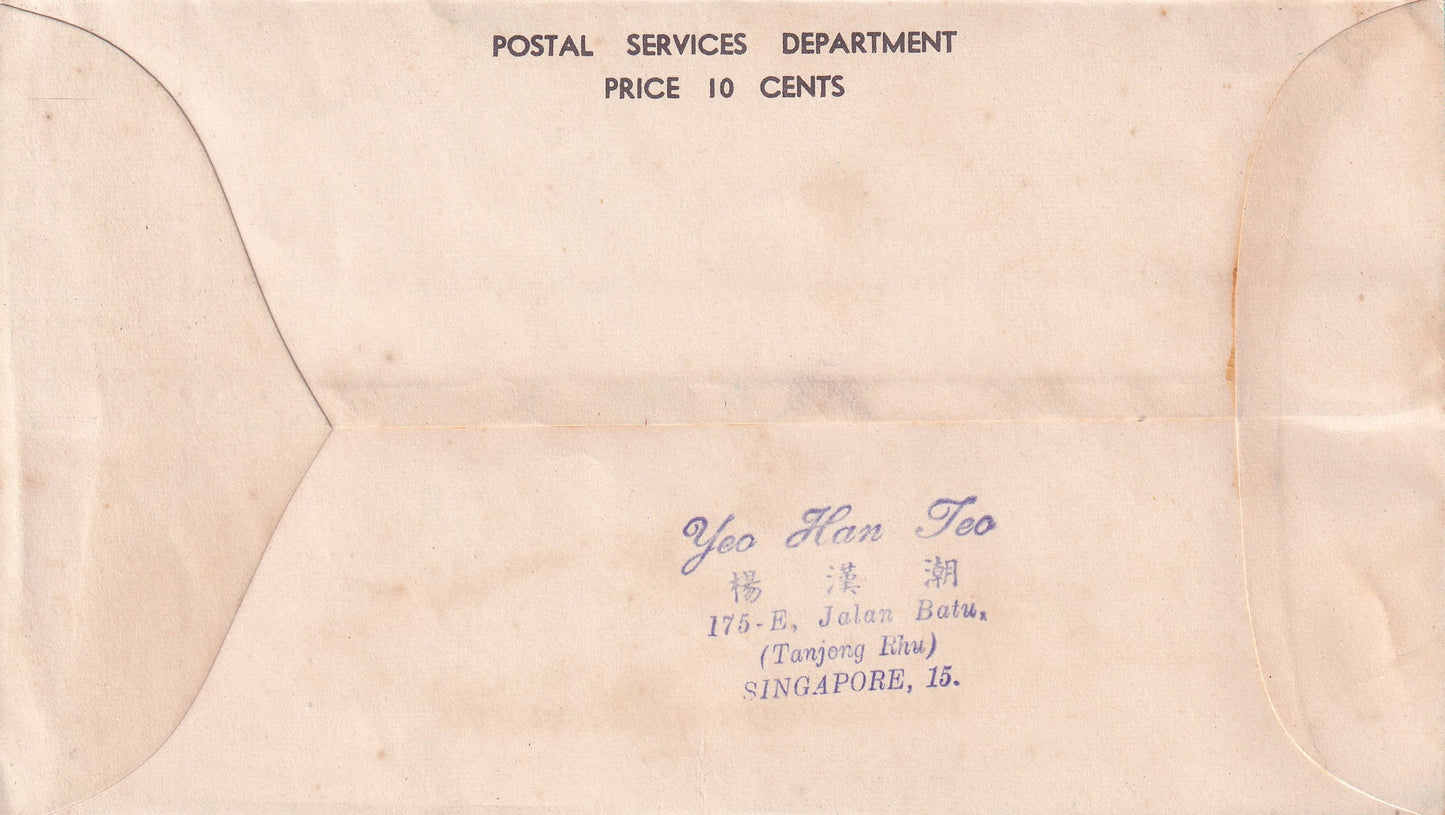 POSTAL SERVICES DEPARTMENT
PRICE 10 CENTS
Yeo Han Teo
楊 漢 潮
175-E, Jalan Batu,
(Tanjong Rhu)
SINGAPORE, 15.